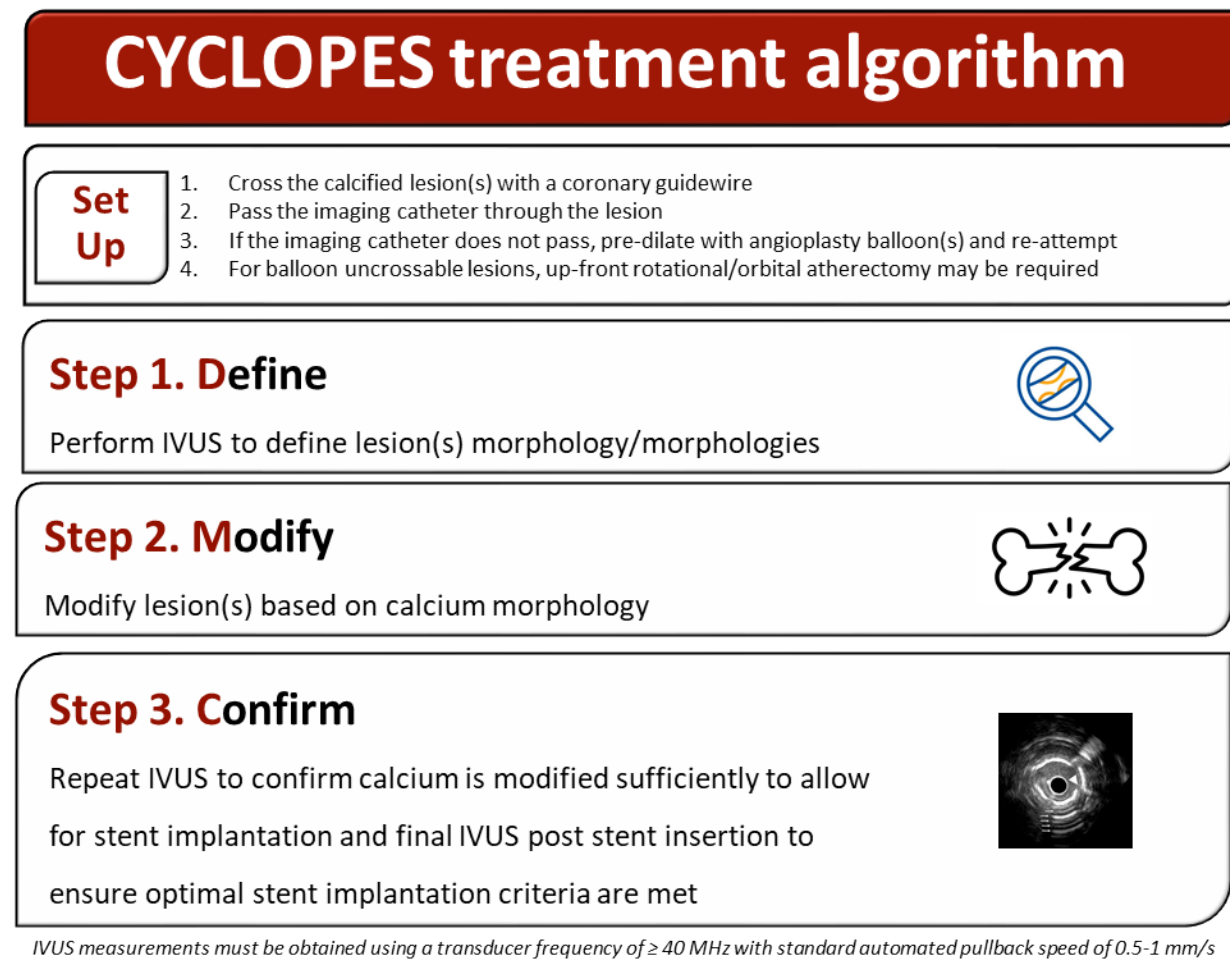 CYCLOPES treatment algorithm
Set
Up
1. Cross the calcified lesion(s) with a coronary guidewire
2. Pass the imaging catheter through the lesion
3. If the imaging catheter does not pass, pre-dilate with angioplasty balloon(s) and re-attempt
4. For balloon uncrossable lesions, up-front rotational/orbital atherectomy may be required
Step 1. Define
Perform IVUS to define lesion(s) morphology/morphologies
Step 2. Modify
Modify lesion(s) based on calcium morphology
Step 3. Confirm
Repeat IVUS to confirm calcium is modified sufficiently to allow
for stent implantation and final IVUS post stent insertion to
ensure optimal stent implantation criteria are met
IVUS measurements must be obtained using a transducer frequency of ≥ 40 MHz with standard automated pullback speed of 0.5-1 mm/s